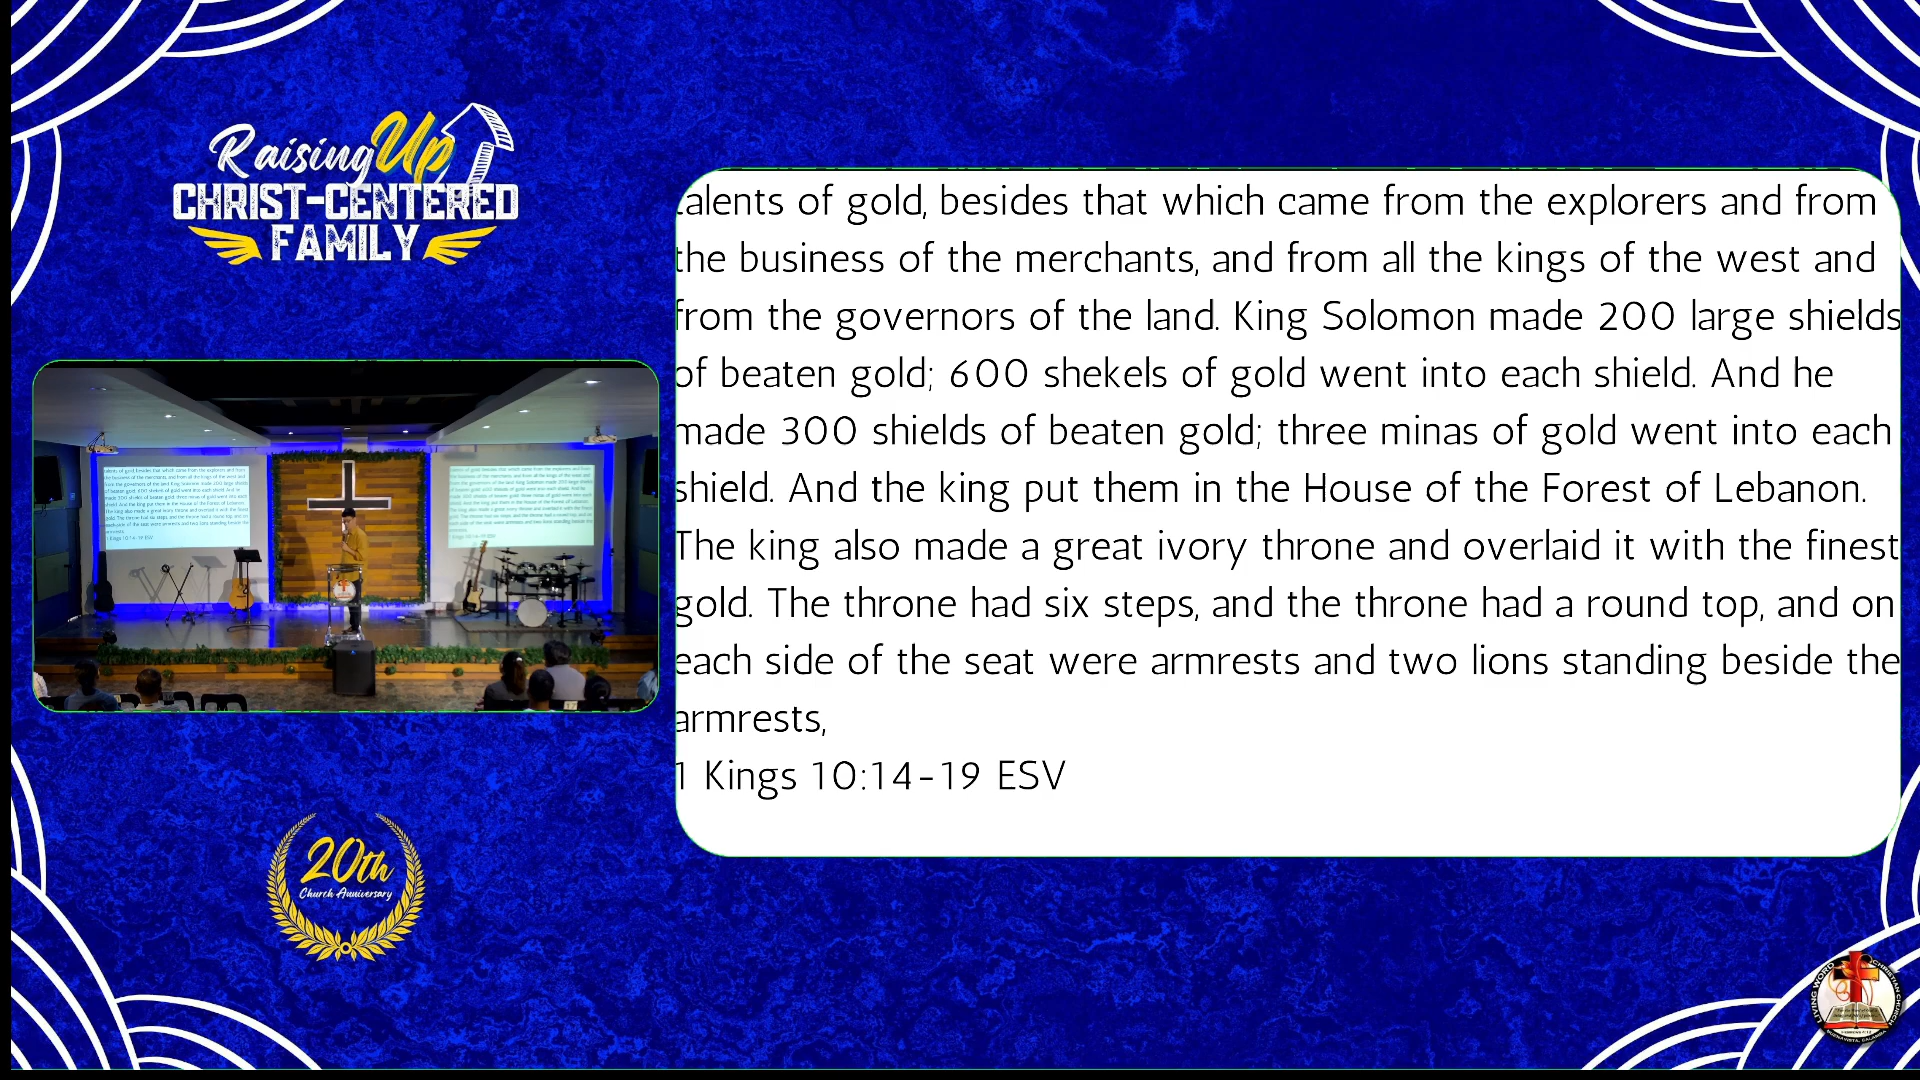 Raising Up
CHRIST-CENTERED
FAMILY
talents of gold, besides that which came from the explorers and from
the business of the merchants, and from all the kings of the west and
from the governors of the land. King Solomon made 200 large shields
of beaten gold; 600 shekels of gold went into each shield. And he
made 300 shields of beaten gold; three minas of gold went into each
shield. And the king put them in the House of the Forest of Lebanon.
The king also made a great ivory throne and overlaid it with the finest
gold. The throne had six steps, and the throne had a round top, and on
each side of the seat were armrests and two lions standing beside the
armrests,
1 Kings 10:14-19 ESV
20th
Church Anniversary
LIVING WORD CHRISTIAN CHURCH